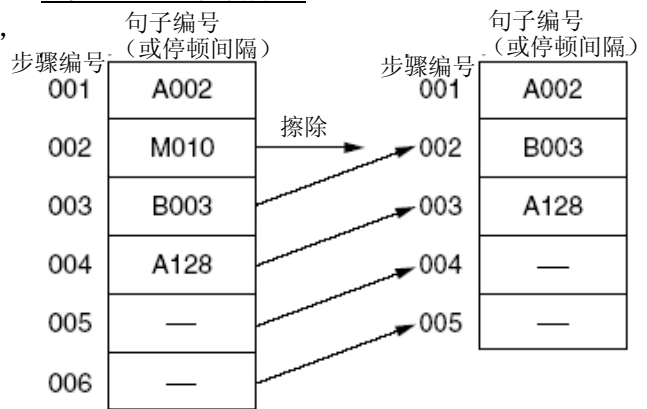 ,
句子编号
(或停顿间隔)
步骤编号
001 A002
002 M010
003 B003
004 A128
005 —
006 —
擦除
句子编号
(或停顿间隔)
步骤编号
001 A002
002 B003
003 A128
004 —
005 —